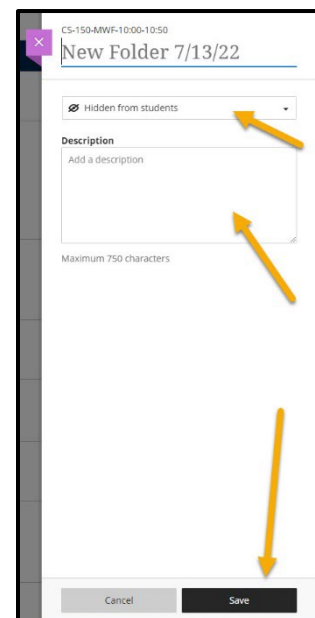 CS-150-MWF-10:00-10:50
New Folder 7/13/22
Hidden from students
Description
Add a description
Maximum 750 characters
Cancel Save